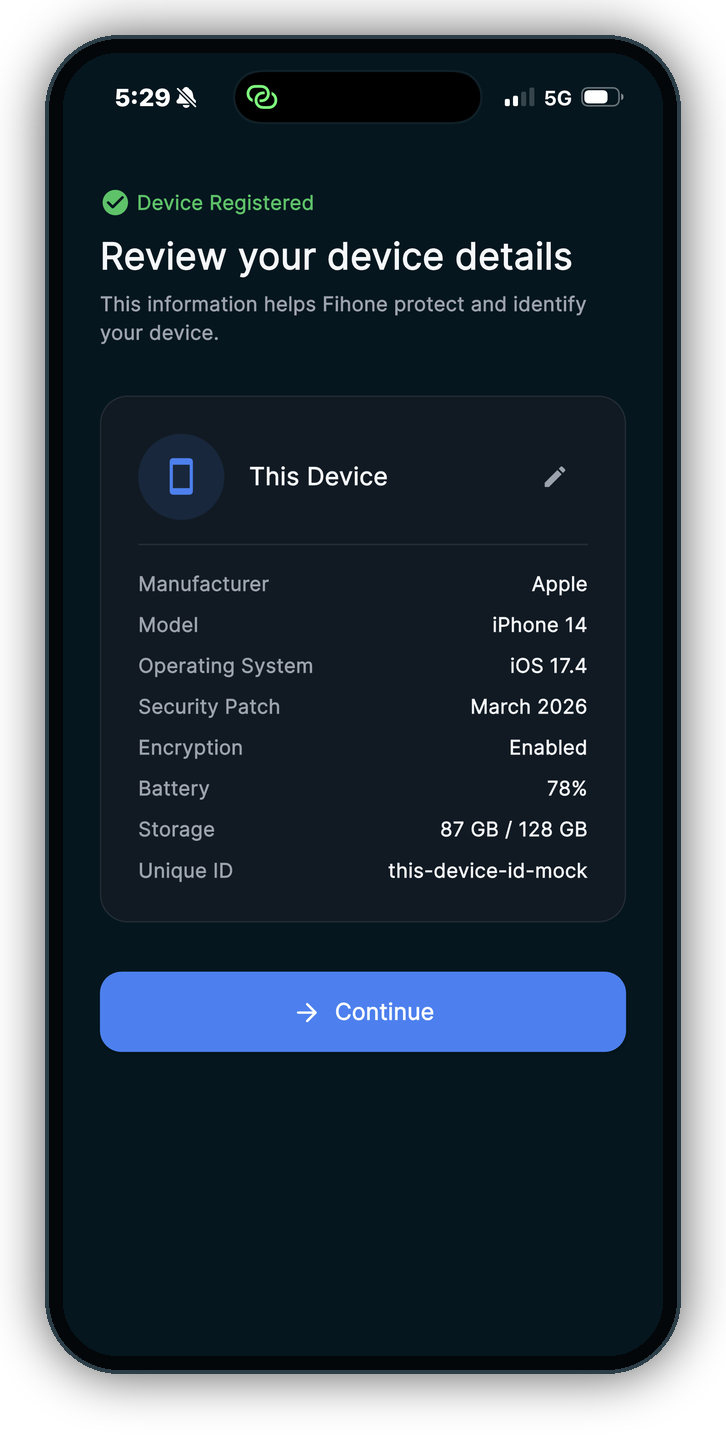 5:29 5G
Device Registered
Review your device details
This information helps Fihone protect and identify
your device.
This Device
Manufacturer Apple
Model iPhone 14
Operating System iOS 17.4
Security Patch March 2026
Encryption Enabled
Battery 78%
Storage 87 GB / 128 GB
Unique ID this-device-id-mock
Continue